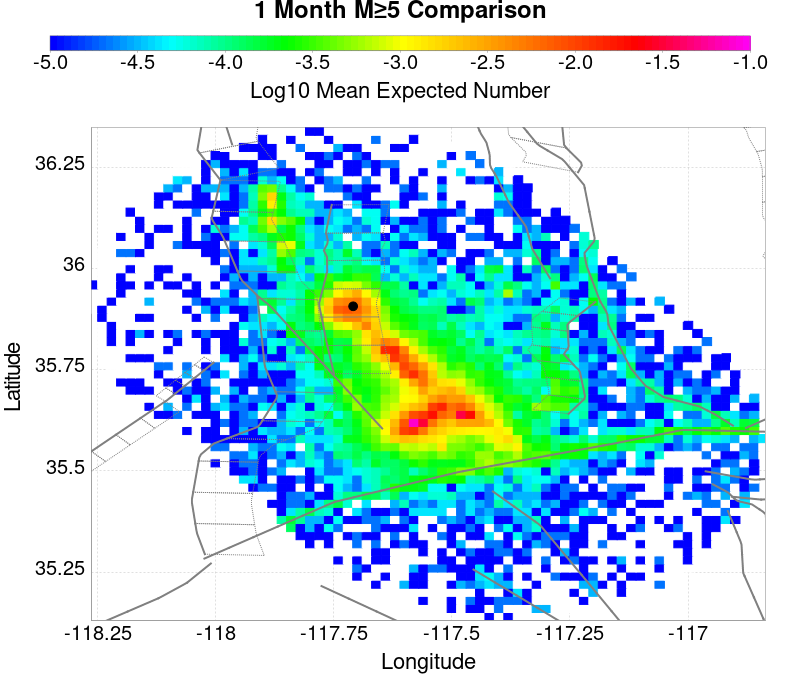 1 Month M≥5 Comparison
-5.0 -4.5 -4.0 -3.5 -3.0 -2.5 -2.0 -1.5 -1.0
Log10 Mean Expected Number
36.25
36
35.75
35.5
35.25
Latitude
-118.25 -118 -117.75 -117.5 -117.25 -117
Longitude